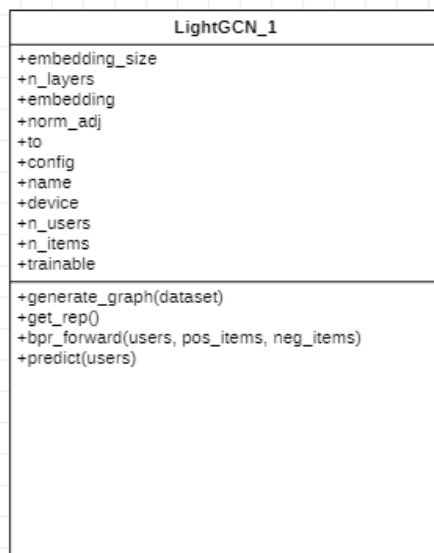 LightGCN_1
+embedding_size
+n_layers
+embedding
+norm_adj
+to
+config
+name
+device
+n_users
+n_items
+trainable
+generate_graph(dataset)
+get_rep()
+bpr_forward(users, pos_items, neg_items)
+predict(users)